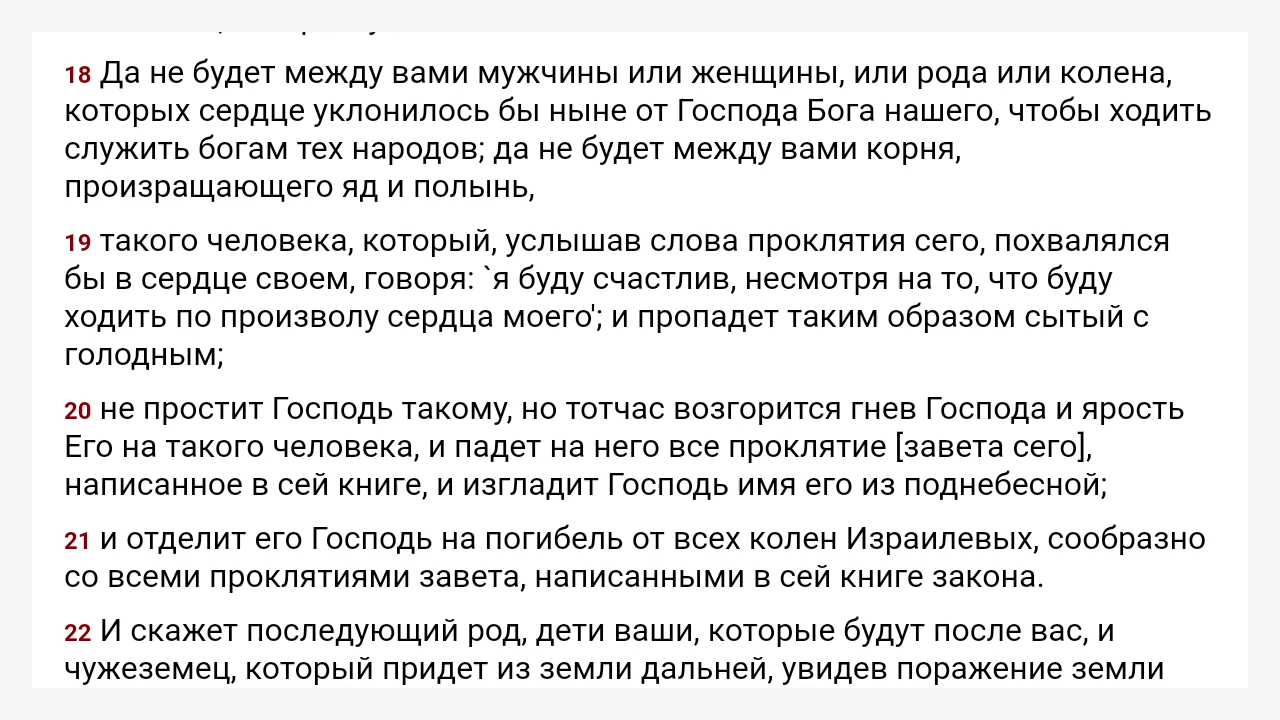 18 Да не будет между вами мужчины или женщины, или рода или колена,
которых сердце уклонилось бы ныне от Господа Бога нашего, чтобы ходить
служить богам тех народов; да не будет между вами корня,
произращающего яд и полынь,
19 такого человека, который, услышав слова проклятия сего, похвалялся
бы в сердце своем, говоря: `я буду счастлив, несмотря на то, что буду
ходить по произволу сердца моего'; и пропадет таким образом сытый с
голодным;
20 не простит Господь такому, но тотчас возгорится гнев Господа и ярость
Его на такого человека, и падет на него все проклятие [завета сего],
написанное в сей книге, и изгладит Господь имя его из поднебесной;
21 и отделит его Господь на погибель от всех колен Израилевых, сообразно
со всеми проклятиями завета, написанными в сей книге закона.
22 И скажет последующий род, дети ваши, которые будут после вас, и
чужеземец, который придет из земли дальней, увидев поражение земли